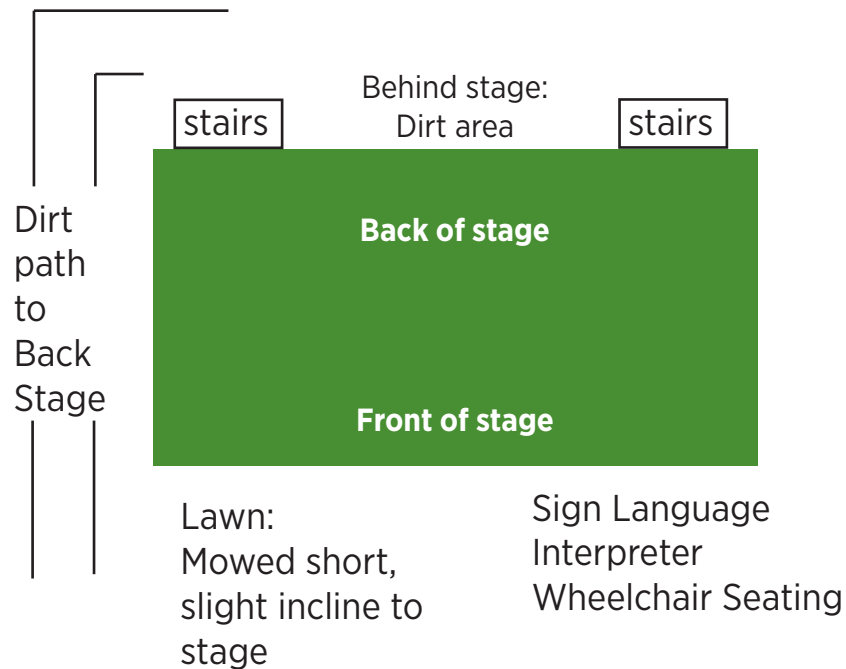 Behind stage:
Dirt area
stairs
stairs
Back of stage
Front of stage
Dirt
path
to
Back
Stage
Lawn:
Mowed short,
slight incline to
stage
Sign Language
Interpreter
Wheelchair Seating